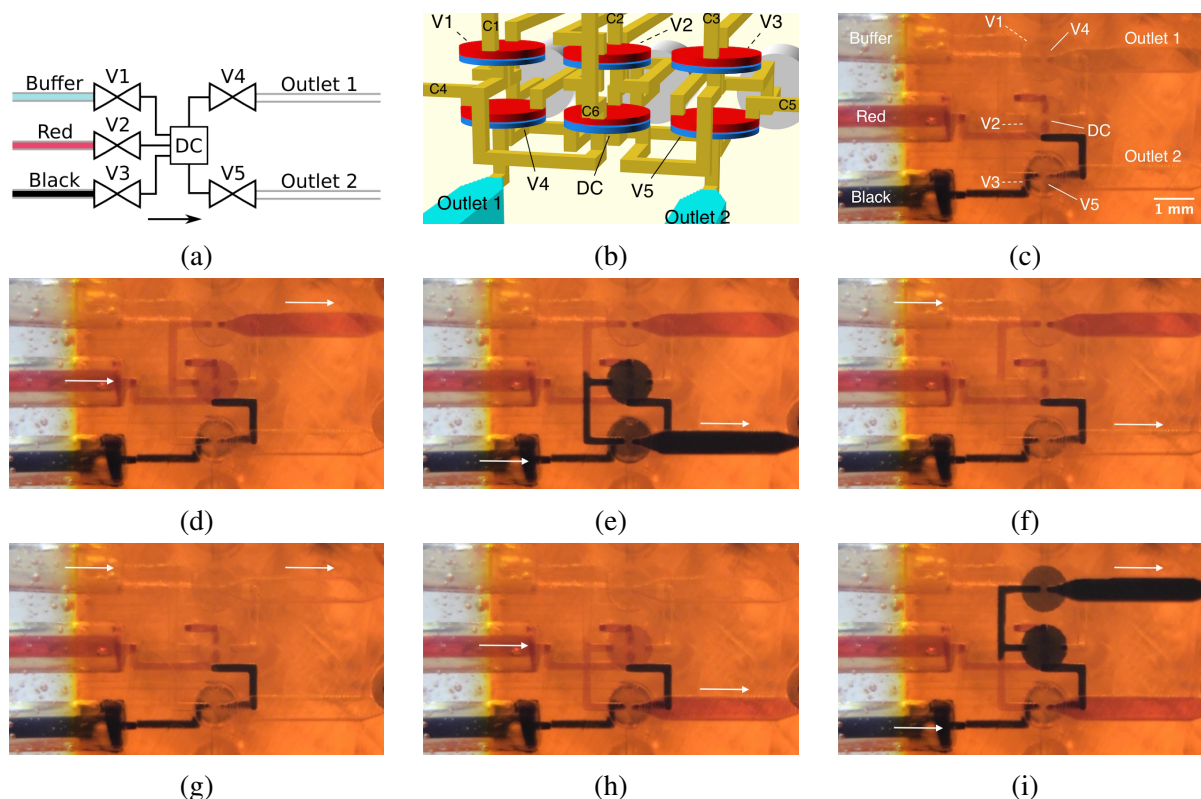 V1
V4
Buffer
Outlet 1
V2
Red
DC
V3
V5
Black
Outlet 2
(a)
V1
C1
C2
V2
C3
V3
C4
C6
C5
V4
DC
V5
Outlet 1
Outlet 2
(b)
V1
V4
Buffer
Outlet 1
Red
V2
DC
Outlet 2
V3
Black
V5
1 mm
(c)
(d)
(e)
(f)
(g)
(h)
(i)